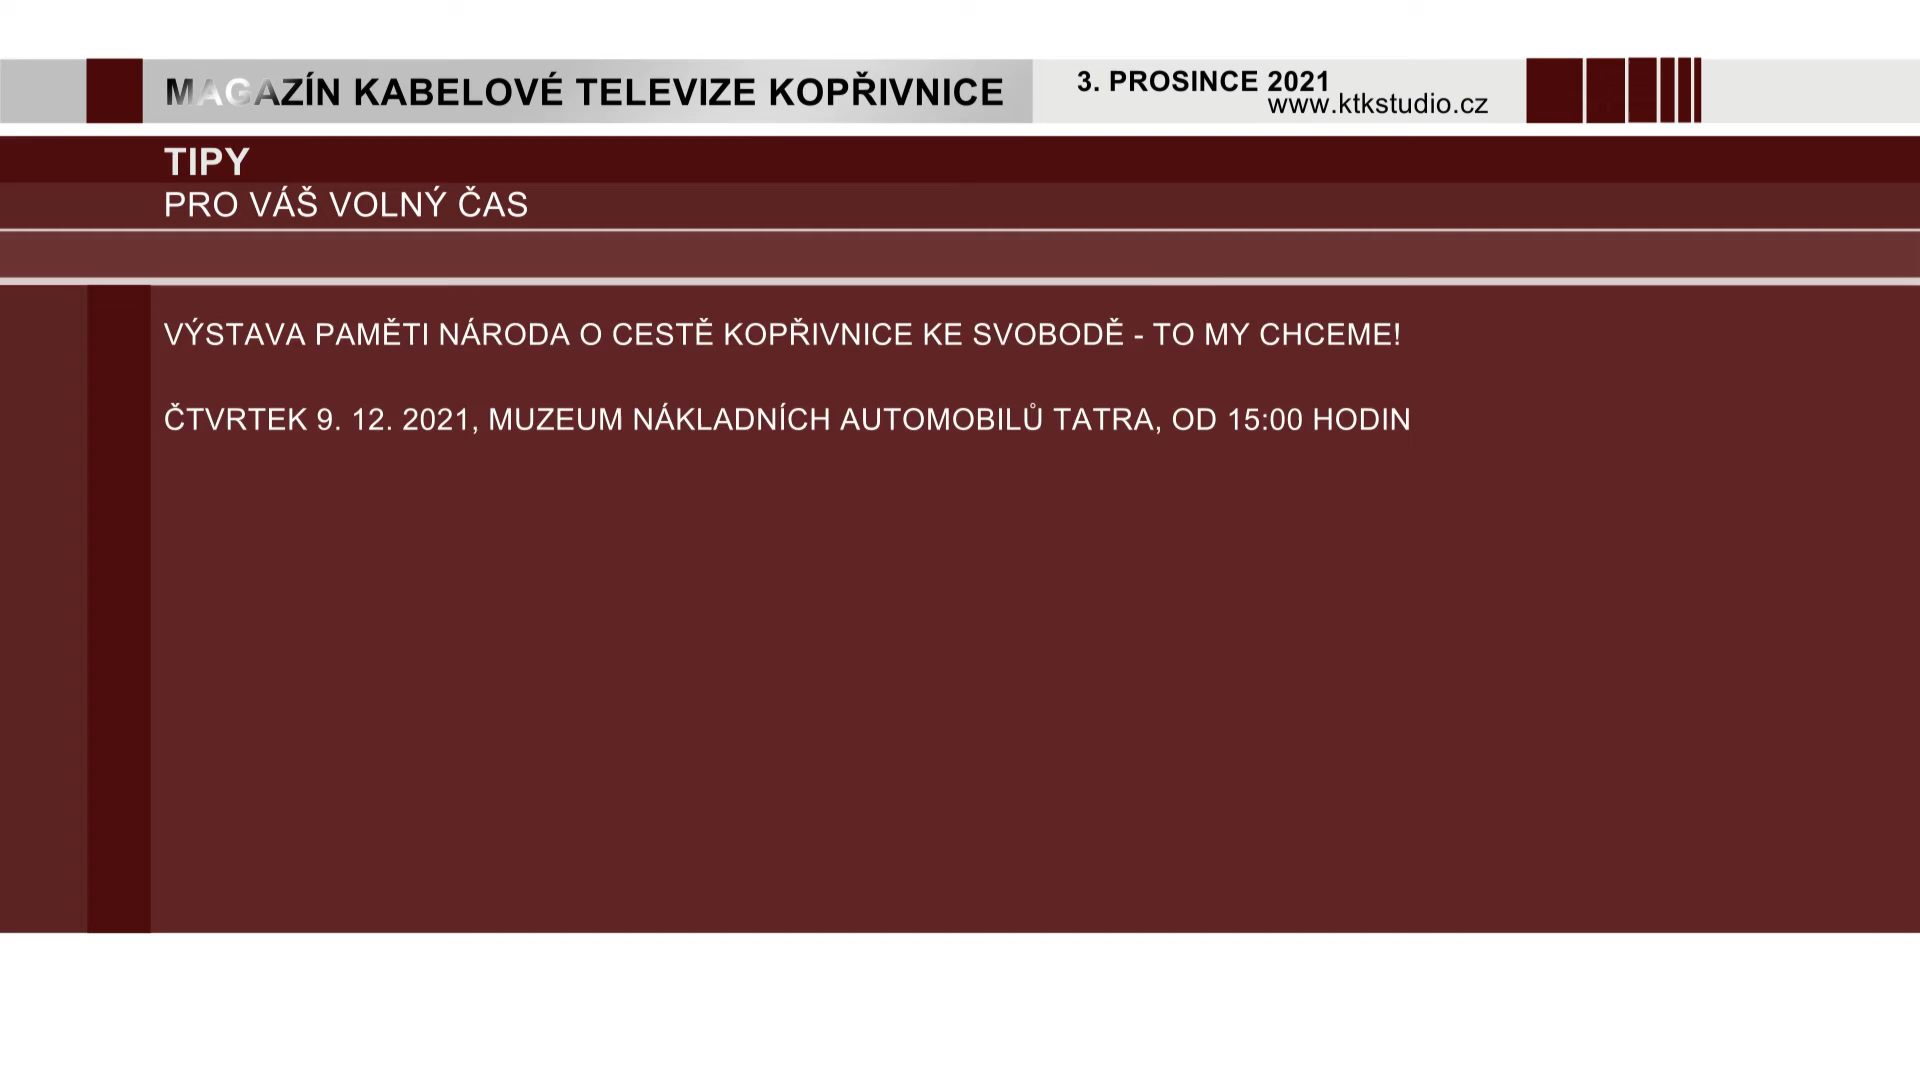 MAGAZÍN KABELOVÉ TELEVIZE KOPŘIVNICE
3. PROSINCE 2021
www.ktkstudio.cz
TIPY
PRO VÁŠ VOLNÝ ČAS
VÝSTAVA PAMĚTI NÁRODA O CESTĚ KOPŘIVNICE KE SVOBODĚ - TO MY CHCEME!
ČTVRTEK 9. 12. 2021, MUZEUM NÁKLADNÍCH AUTOMOBILŮ TATRA, OD 15:00 HODIN